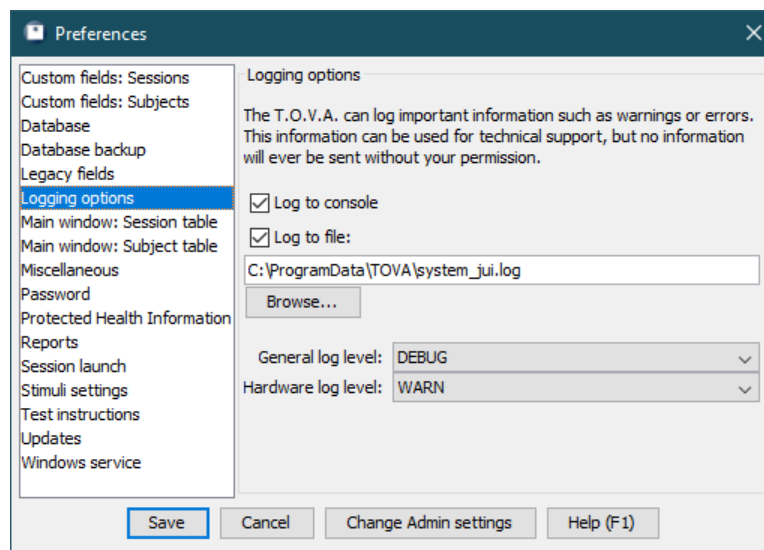 Preferences
Custom fields: Sessions
Custom fields: Subjects
Database
Database backup
Legacy fields
Logging options
Main window: Session table
Main window: Subject table
Miscellaneous
Password
Protected Health Information
Reports
Session launch
Stimuli settings
Test instructions
Updates
Windows service
Logging options
The T.O.V.A. can log important information such as warnings or errors.
This information can be used for technical support, but no information
will ever be sent without your permission.
Log to console
Log to file:
C:\ProgramData\TOVA\system_jui.log
Browse...
General log level: DEBUG
Hardware log level: WARN
Save Cancel Change Admin settings Help (F1)